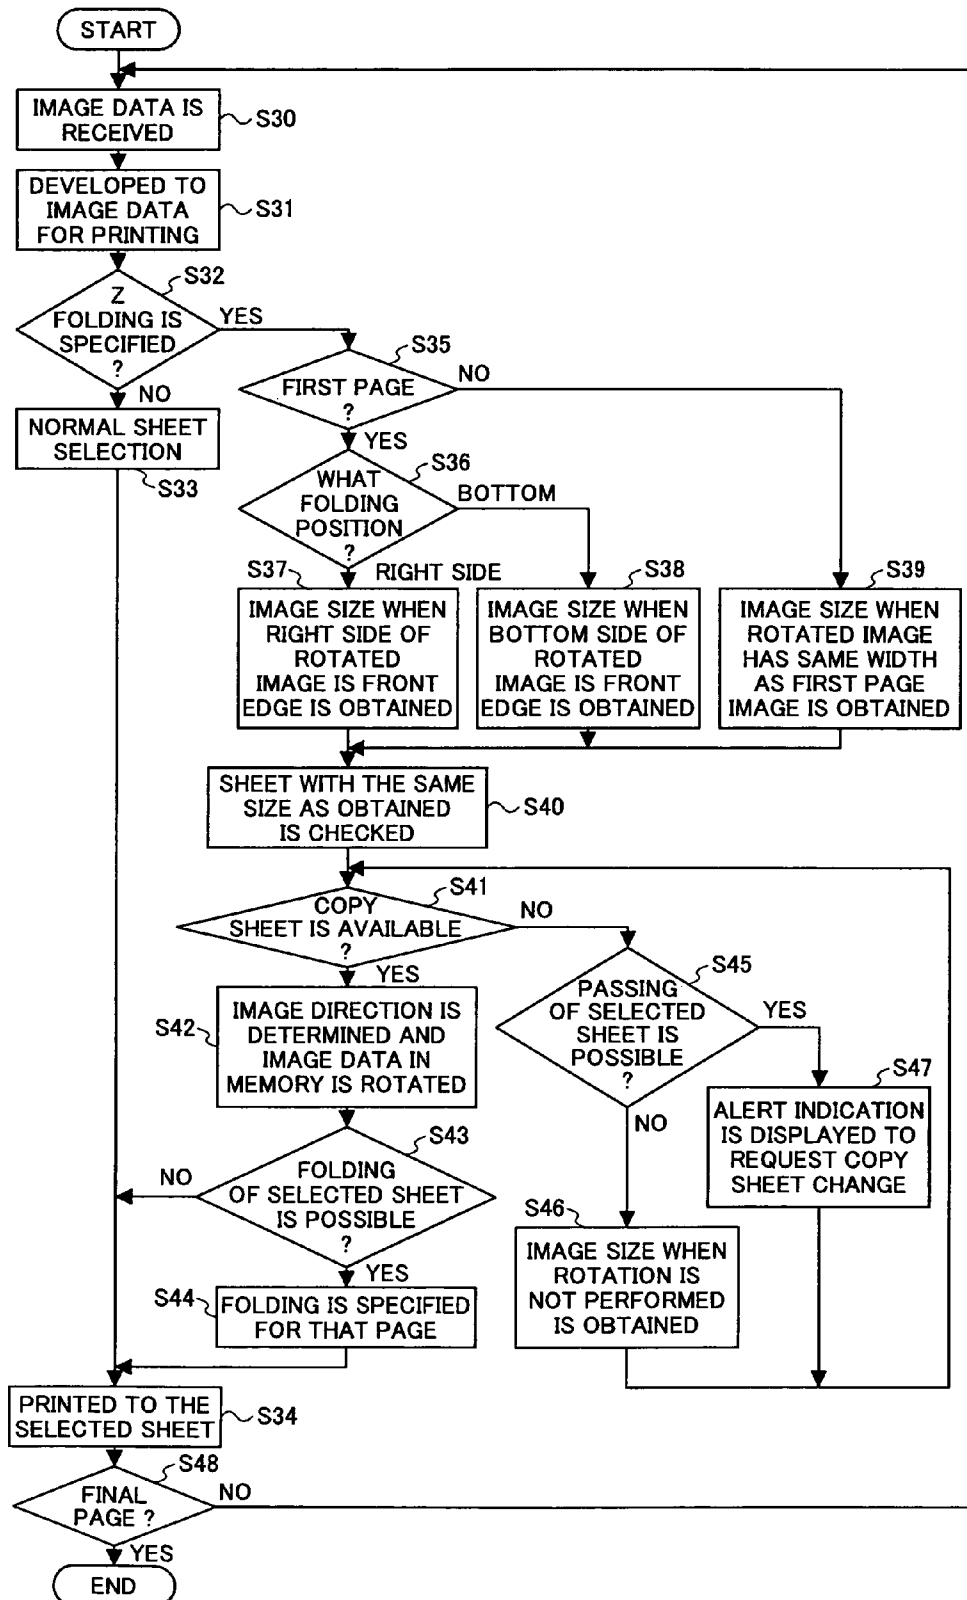 START
IMAGE DATA IS
RECEIVED
S30
DEVELOPED TO
IMAGE DATA
FOR PRINTING
S31
Z
FOLDING IS
SPECIFIED
?
S32
YES
NO
NORMAL SHEET
SELECTION
S33
FIRST PAGE
?
S35
NO
YES
WHAT
FOLDING
POSITION
?
S36
BOTTOM
RIGHT SIDE
S37
IMAGE SIZE WHEN
RIGHT SIDE OF
ROTATED
IMAGE IS FRONT
EDGE IS OBTAINED
S38
IMAGE SIZE WHEN
BOTTOM SIDE OF
ROTATED
IMAGE IS FRONT
EDGE IS OBTAINED
S39
IMAGE SIZE WHEN
ROTATED IMAGE
HAS SAME WIDTH
AS FIRST PAGE
IMAGE IS OBTAINED
SHEET WITH THE SAME
SIZE AS OBTAINED
IS CHECKED
S40
COPY
SHEET IS AVAILABLE
?
S41
NO
YES
S42
IMAGE DIRECTION IS
DETERMINED AND
IMAGE DATA IN
MEMORY IS ROTATED
S45
PASSING
OF SELECTED
SHEET IS
POSSIBLE
?
YES
NO
S47
ALERT INDICATION
IS DISPLAYED TO
REQUEST COPY
SHEET CHANGE
S43
FOLDING
OF SELECTED SHEET
IS POSSIBLE
?
NO
YES
S46
IMAGE SIZE WHEN
ROTATION IS
NOT PERFORMED
IS OBTAINED
S44
FOLDING IS SPECIFIED
FOR THAT PAGE
PRINTED TO THE
SELECTED SHEET
S34
S48
FINAL
PAGE ?
NO
YES
END